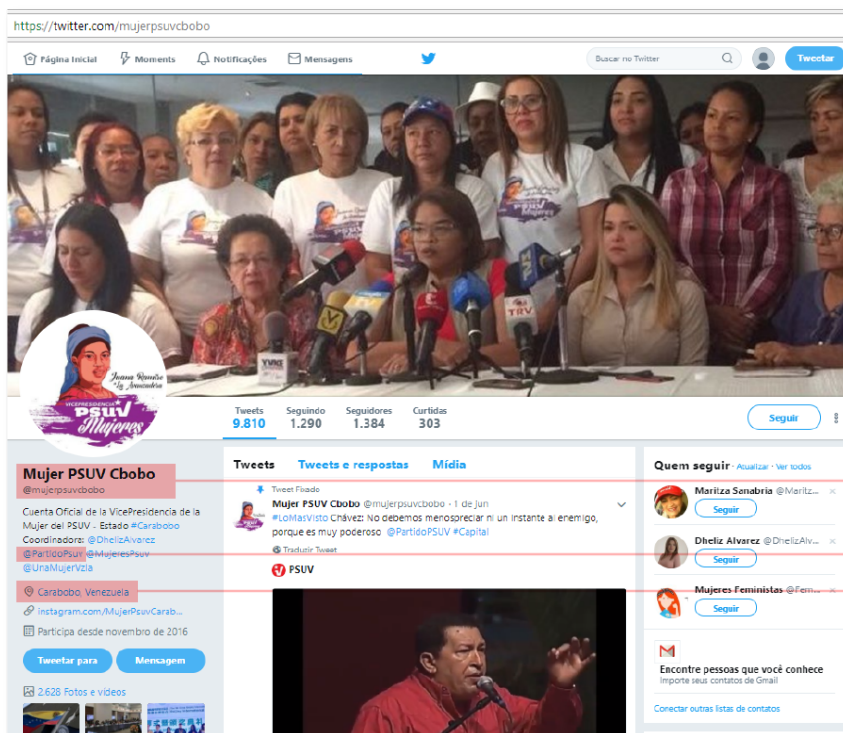 https://twitter.com/mujerpsuvcbobo
Página Inicial Moments Notificações Mensagens Buscar no Twitter Tweetar
PSUV
Mujeres
TRV
Juana Ramírez
"la Avanzadora"
VICEPRESIDENCIA
PSUV
Mujeres
Tweets Seguindo Seguidores Curtidas
9.810 1.290 1.384 303
Seguir
Mujer PSUV Cbobo
@mujerpsuvcbobo
Cuenta Oficial de la VicePresidencia de la
Mujer del PSUV - Estado #Carabobo
Coordinadora: @DhelizAlvarez
@PartidoPsuv @MujeresPsuv
@UnaMujerVzla
Carabobo, Venezuela
instagram.com/MujerPsuvCarab...
Participa desde novembro de 2016
Tweetar para Mensagem
2.628 Fotos e vídeos
Tweets Tweets e respostas Mídia
Tweet Fixado
Mujer PSUV Cbobo @mujerpsuvcbobo · 1 de jun
#LoMasVisto Chávez: No debemos menospreciar ni un instante al enemigo,
porque es muy poderoso @PartidoPSUV #Capital
Traduzir Tweet
PSUV
Quem seguir · Atualizar · Ver todos
Maritza Sanabria @Maritz...
Seguir
Dheliz Alvarez @DhelizAlv...
Seguir
Mujeres Feministas @Fem...
Seguir
Encontre pessoas que você conhece
Importe seus contatos de Gmail
Conectar outras listas de contatos